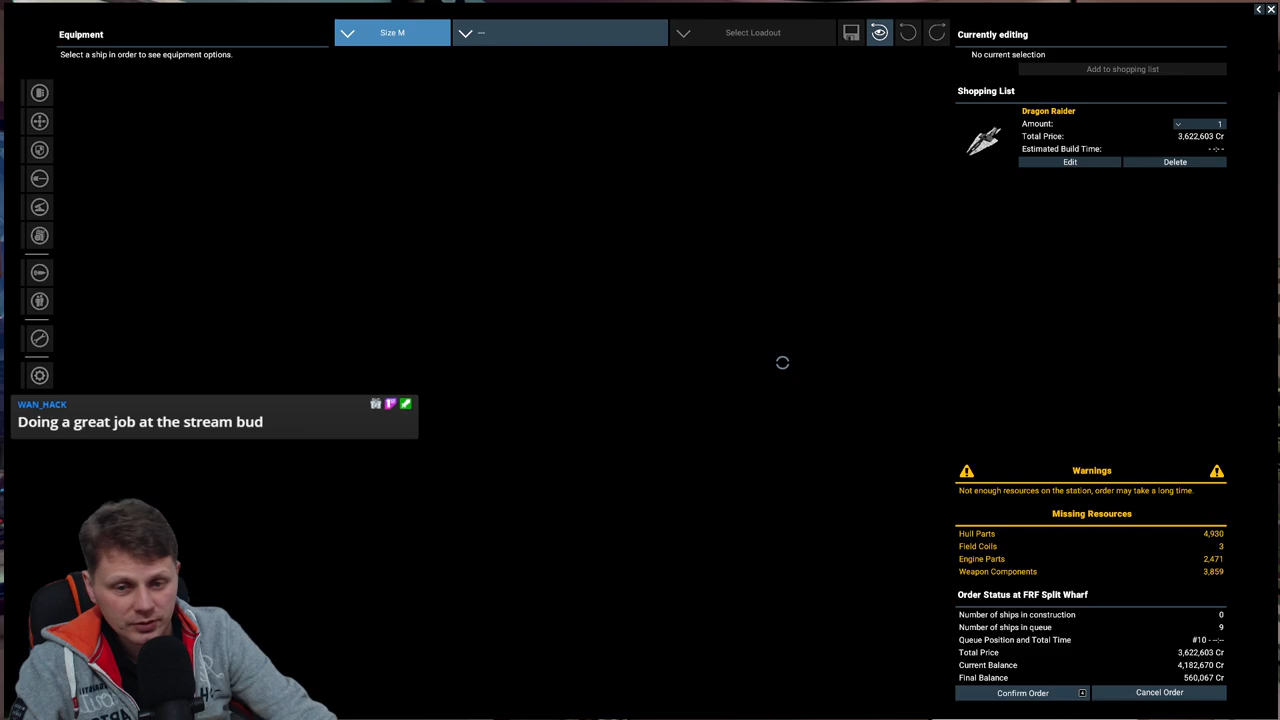 Equipment
Select a ship in order to see equipment options.
Size M
---
Select Loadout
Currently editing
No current selection
Add to shopping list
Shopping List
Dragon Raider
Amount: 1
Total Price: 3,622,603 Cr
Estimated Build Time: --:--
Edit Delete
WAN_HACK
Doing a great job at the stream bud
Warnings
Not enough resources on the station, order may take a long time.
Missing Resources
Hull Parts 4,930
Field Coils 3
Engine Parts 2,471
Weapon Components 3,859
Order Status at FRF Split Wharf
Number of ships in construction 0
Number of ships in queue 9
Queue Position and Total Time #10 - --:--
Total Price 3,622,603 Cr
Current Balance 4,182,670 Cr
Final Balance 560,067 Cr
Confirm Order Cancel Order